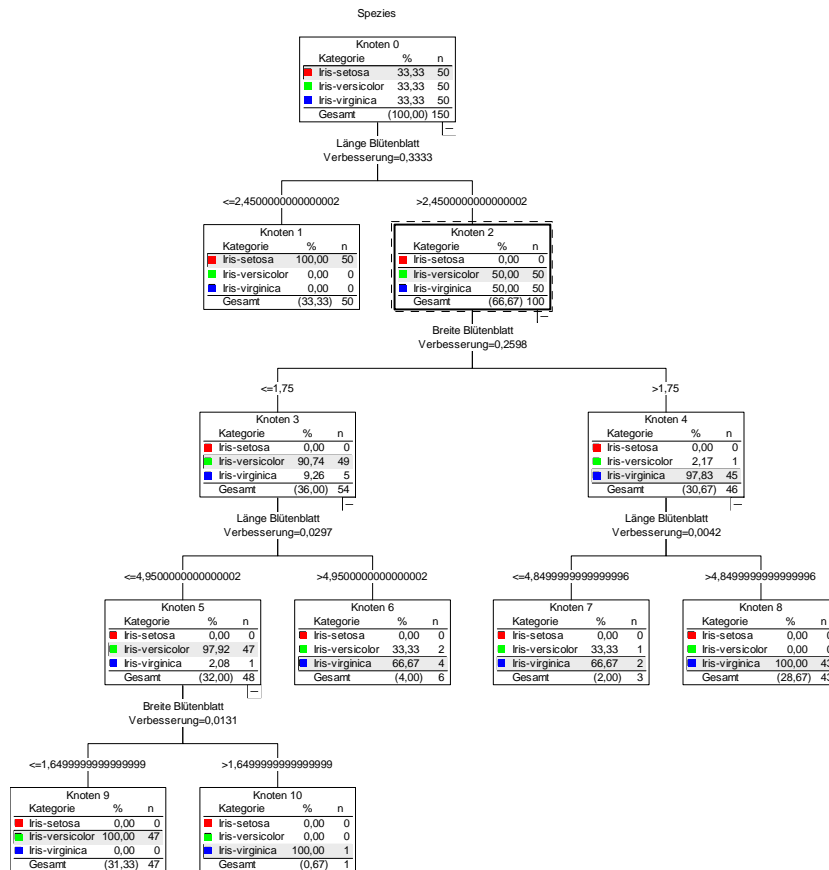 Spezies
Knoten 0
Kategorie % n
Iris-setosa 33,33 50
Iris-versicolor 33,33 50
Iris-virginica 33,33 50
Gesamt (100,00) 150
Länge Blütenblatt
Verbesserung=0,3333
<=2,4500000000000002 >2,4500000000000002
Knoten 1
Kategorie % n
Iris-setosa 100,00 50
Iris-versicolor 0,00 0
Iris-virginica 0,00 0
Gesamt (33,33) 50
Knoten 2
Kategorie % n
Iris-setosa 0,00 0
Iris-versicolor 50,00 50
Iris-virginica 50,00 50
Gesamt (66,67) 100
Breite Blütenblatt
Verbesserung=0,2598
<=1,75 >1,75
Knoten 3
Kategorie % n
Iris-setosa 0,00 0
Iris-versicolor 90,74 49
Iris-virginica 9,26 5
Gesamt (36,00) 54
Knoten 4
Kategorie % n
Iris-setosa 0,00 0
Iris-versicolor 2,17 1
Iris-virginica 97,83 45
Gesamt (30,67) 46
Länge Blütenblatt
Verbesserung=0,0297
Länge Blütenblatt
Verbesserung=0,0042
<=4,9500000000000002 >4,9500000000000002 <=4,8499999999999996 >4,8499999999999996
Knoten 5
Kategorie % n
Iris-setosa 0,00 0
Iris-versicolor 97,92 47
Iris-virginica 2,08 1
Gesamt (32,00) 48
Knoten 6
Kategorie % n
Iris-setosa 0,00 0
Iris-versicolor 33,33 2
Iris-virginica 66,67 4
Gesamt (4,00) 6
Knoten 7
Kategorie % n
Iris-setosa 0,00 0
Iris-versicolor 33,33 1
Iris-virginica 66,67 2
Gesamt (2,00) 3
Knoten 8
Kategorie % n
Iris-setosa 0,00 0
Iris-versicolor 0,00 0
Iris-virginica 100,00 43
Gesamt (28,67) 43
Breite Blütenblatt
Verbesserung=0,0131
<=1,6499999999999999 >1,6499999999999999
Knoten 9
Kategorie % n
Iris-setosa 0,00 0
Iris-versicolor 100,00 47
Iris-virginica 0,00 0
Gesamt (31,33) 47
Knoten 10
Kategorie % n
Iris-setosa 0,00 0
Iris-versicolor 0,00 0
Iris-virginica 100,00 1
Gesamt (0,67) 1